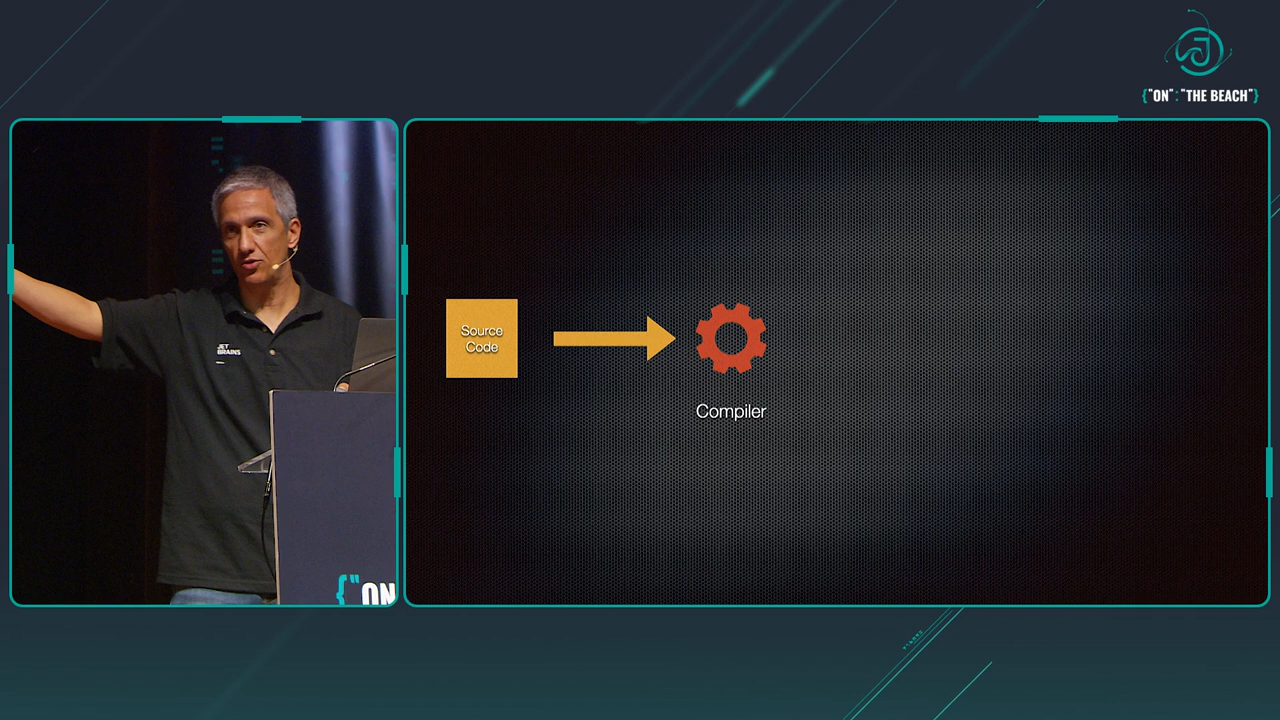 {"ON":"THE BEACH"}
JET
BRAINS
Source
Code
Compiler
{"ON